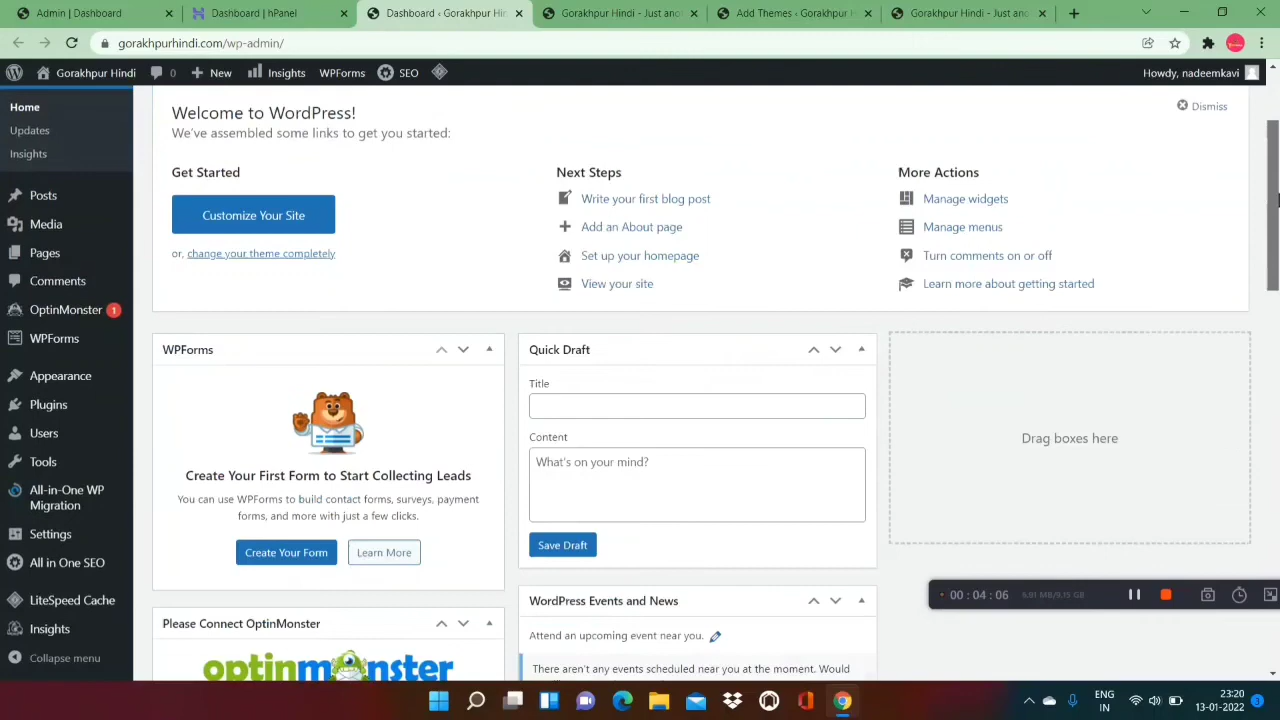 Dashboard
Get Started | hPanel
Dashboard ‹ Gorakhpur Hi
Gorakhpur Hindi - Just ano
Add Themes ‹ Gorakhpur H
Gorakhpur Hindi - Just ano
gorakhpurhindi.com/wp-admin/
Gorakhpur Hindi
0
New
Insights
WPForms
SEO
Howdy, nadeemkavi
Home
Updates
Insights
Posts
Media
Pages
Comments
OptinMonster 1
WPForms
Appearance
Plugins
Users
Tools
All-in-One WP
Migration
Settings
All in One SEO
LiteSpeed Cache
Insights
Collapse menu
Welcome to WordPress!
Dismiss
We've assembled some links to get you started:
Get Started
Customize Your Site
or, change your theme completely
Next Steps
Write your first blog post
Add an About page
Set up your homepage
View your site
More Actions
Manage widgets
Manage menus
Turn comments on or off
Learn more about getting started
WPForms
Create Your First Form to Start Collecting Leads
You can use WPForms to build contact forms, surveys, payment
forms, and more with just a few clicks.
Create Your Form
Learn More
Please Connect OptinMonster
optinmonster
Quick Draft
Title
Content
What's on your mind?
Save Draft
WordPress Events and News
Attend an upcoming event near you.
There aren't any events scheduled near you at the moment. Would
Drag boxes here
00 : 04 : 06
ENG
IN
23:20
13-01-2022
3